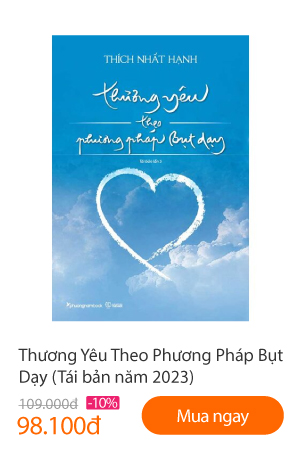 THÍCH NHẤT HẠNH
thương yêu
theo
phương pháp Bụt dạy
Thương Yêu Theo Phương Pháp Bụt
Dạy (Tái bản năm 2023)
109.000đ -10%
98.100đ
Mua ngay